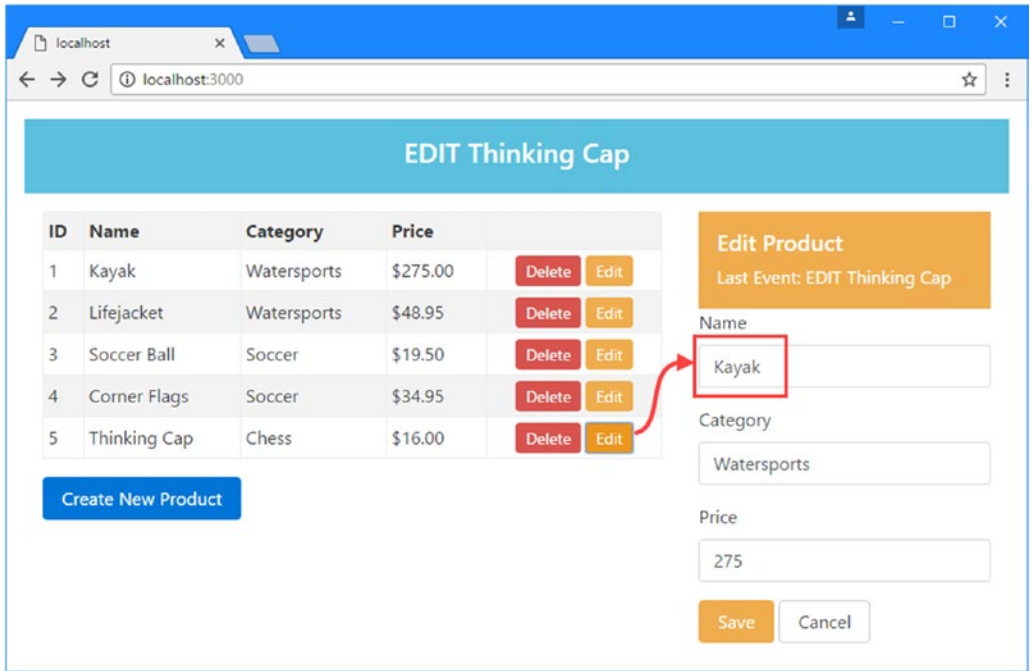 localhost
localhost:3000
EDIT Thinking Cap
ID Name Category Price
1 Kayak Watersports $275.00 Delete Edit
2 Lifejacket Watersports $48.95 Delete Edit
3 Soccer Ball Soccer $19.50 Delete Edit
4 Corner Flags Soccer $34.95 Delete Edit
5 Thinking Cap Chess $16.00 Delete Edit
Create New Product
Edit Product
Last Event: EDIT Thinking Cap
Name
Kayak
Category
Watersports
Price
275
Save Cancel